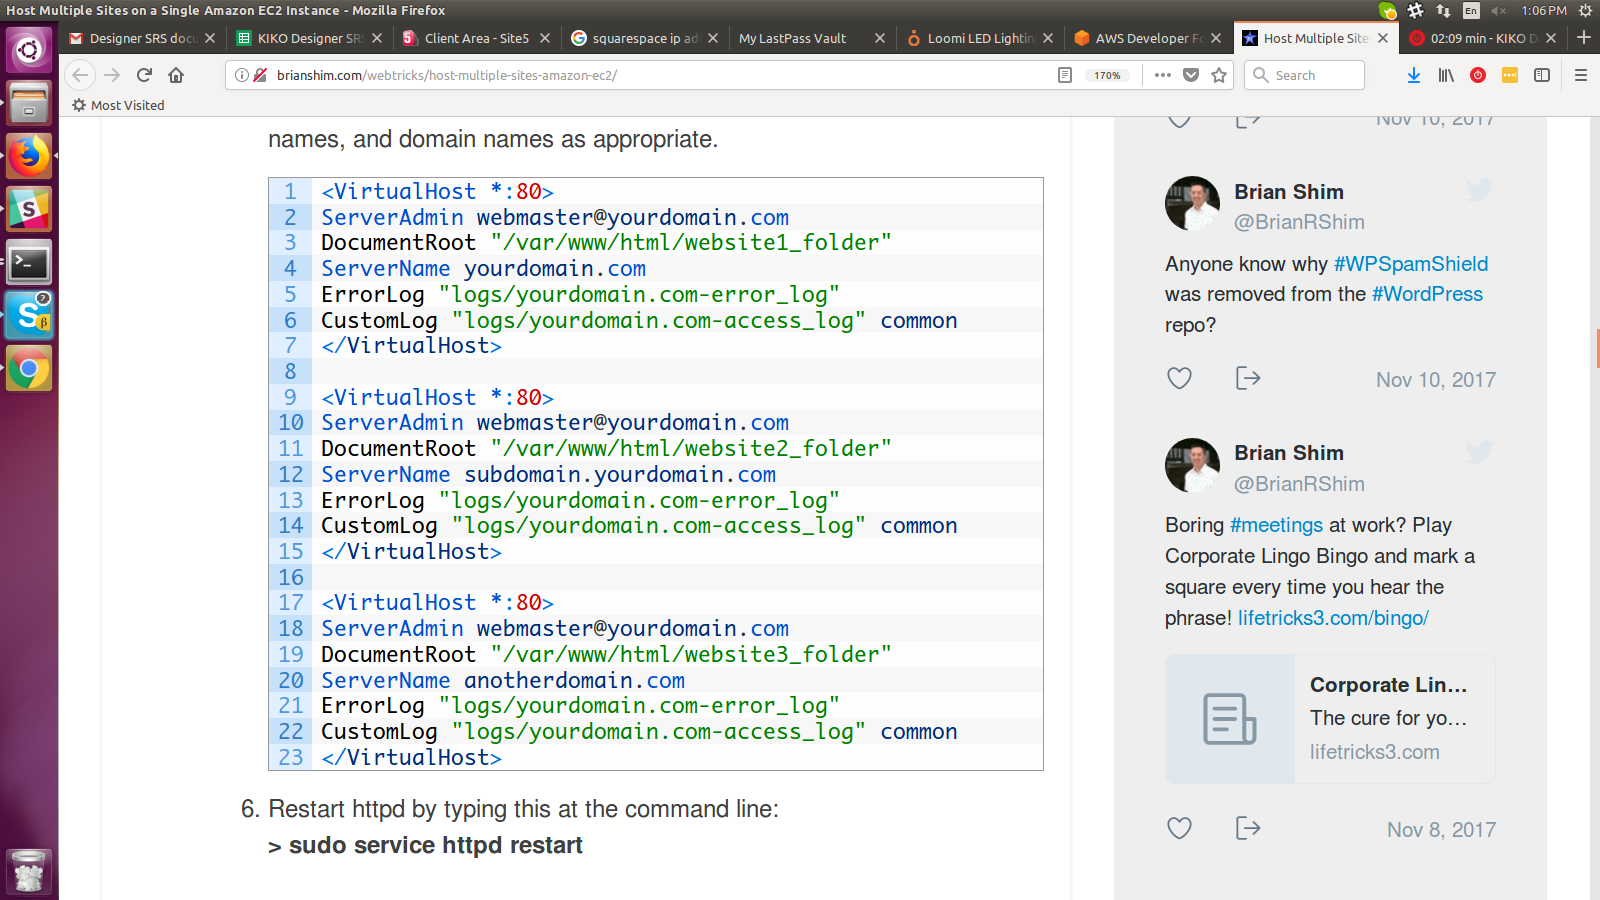 Host Multiple Sites on a Single Amazon EC2 Instance - Mozilla Firefox
En
1:06 PM
Designer SRS docu
KIKO Designer SRS
Client Area - Site5
squarespace ip ad
My LastPass Vault
Loomi LED Lightin
AWS Developer Fo
Host Multiple Site
02:09 min - KIKO D
brianshim.com/webtricks/host-multiple-sites-amazon-ec2/
170%
Search
Most Visited
names, and domain names as appropriate.
1 <VirtualHost *:80>
2 ServerAdmin webmaster@yourdomain.com
3 DocumentRoot "/var/www/html/website1_folder"
4 ServerName yourdomain.com
5 ErrorLog "logs/yourdomain.com-error_log"
6 CustomLog "logs/yourdomain.com-access_log" common
7 </VirtualHost>
8
9 <VirtualHost *:80>
10 ServerAdmin webmaster@yourdomain.com
11 DocumentRoot "/var/www/html/website2_folder"
12 ServerName subdomain.yourdomain.com
13 ErrorLog "logs/yourdomain.com-error_log"
14 CustomLog "logs/yourdomain.com-access_log" common
15 </VirtualHost>
16
17 <VirtualHost *:80>
18 ServerAdmin webmaster@yourdomain.com
19 DocumentRoot "/var/www/html/website3_folder"
20 ServerName anotherdomain.com
21 ErrorLog "logs/yourdomain.com-error_log"
22 CustomLog "logs/yourdomain.com-access_log" common
23 </VirtualHost>
6. Restart httpd by typing this at the command line:
> sudo service httpd restart
Nov 10, 2017
Brian Shim
@BrianRShim
Anyone know why #WPSpamShield
was removed from the #WordPress
repo?
Nov 10, 2017
Brian Shim
@BrianRShim
Boring #meetings at work? Play
Corporate Lingo Bingo and mark a
square every time you hear the
phrase! lifetricks3.com/bingo/
Corporate Lin...
The cure for yo...
lifetricks3.com
Nov 8, 2017